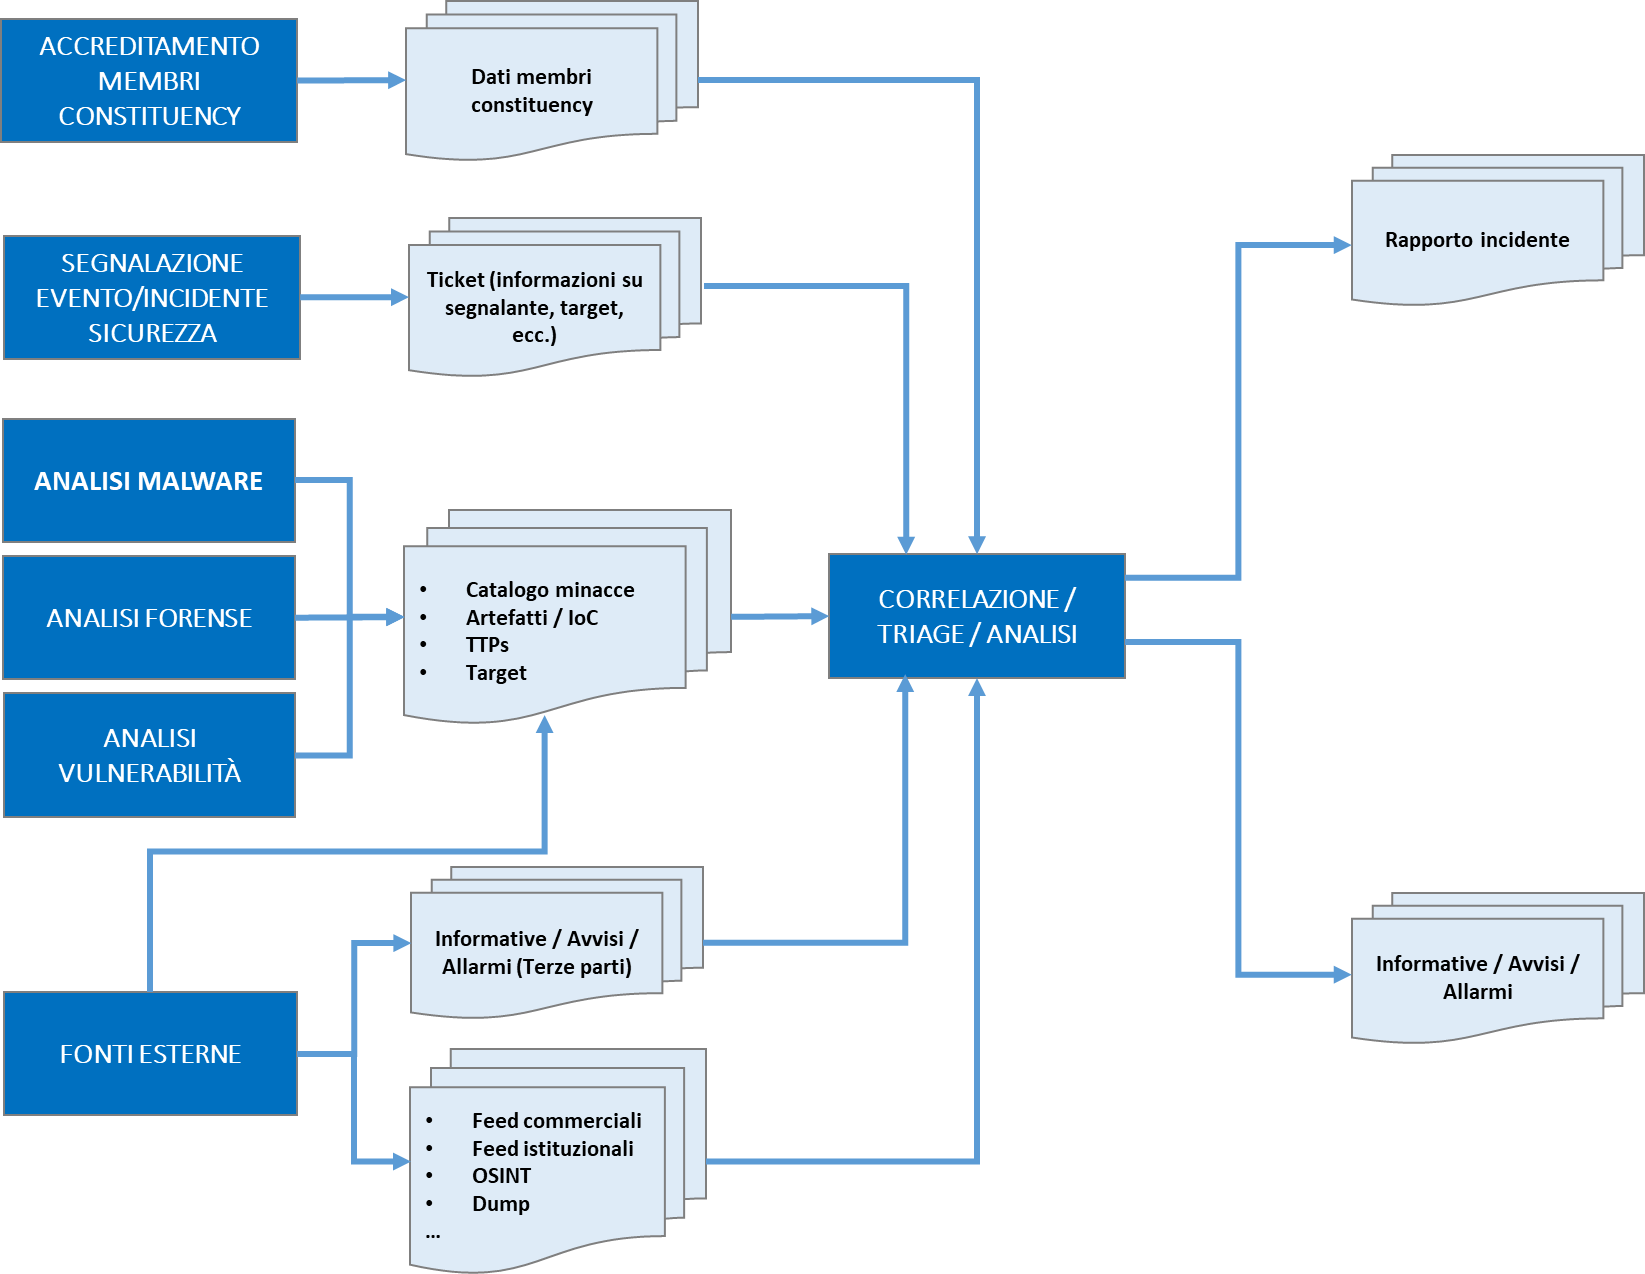 ACCREDITAMENTO
MEMBRI
CONSTITUENCY
Dati membri
constituency
SEGNALAZIONE
EVENTO/INCIDENTE
SICUREZZA
Ticket (informazioni su
segnalante, target,
ecc.)
Rapporto incidente
ANALISI MALWARE
ANALISI FORENSE
ANALISI
VULNERABILITÀ
• Catalogo minacce
• Artefatti / IoC
• TTPs
• Target
CORRELAZIONE /
TRIAGE / ANALISI
Informative / Avvisi /
Allarmi (Terze parti)
Informative / Avvisi /
Allarmi
FONTI ESTERNE
• Feed commerciali
• Feed istituzionali
• OSINT
• Dump
...